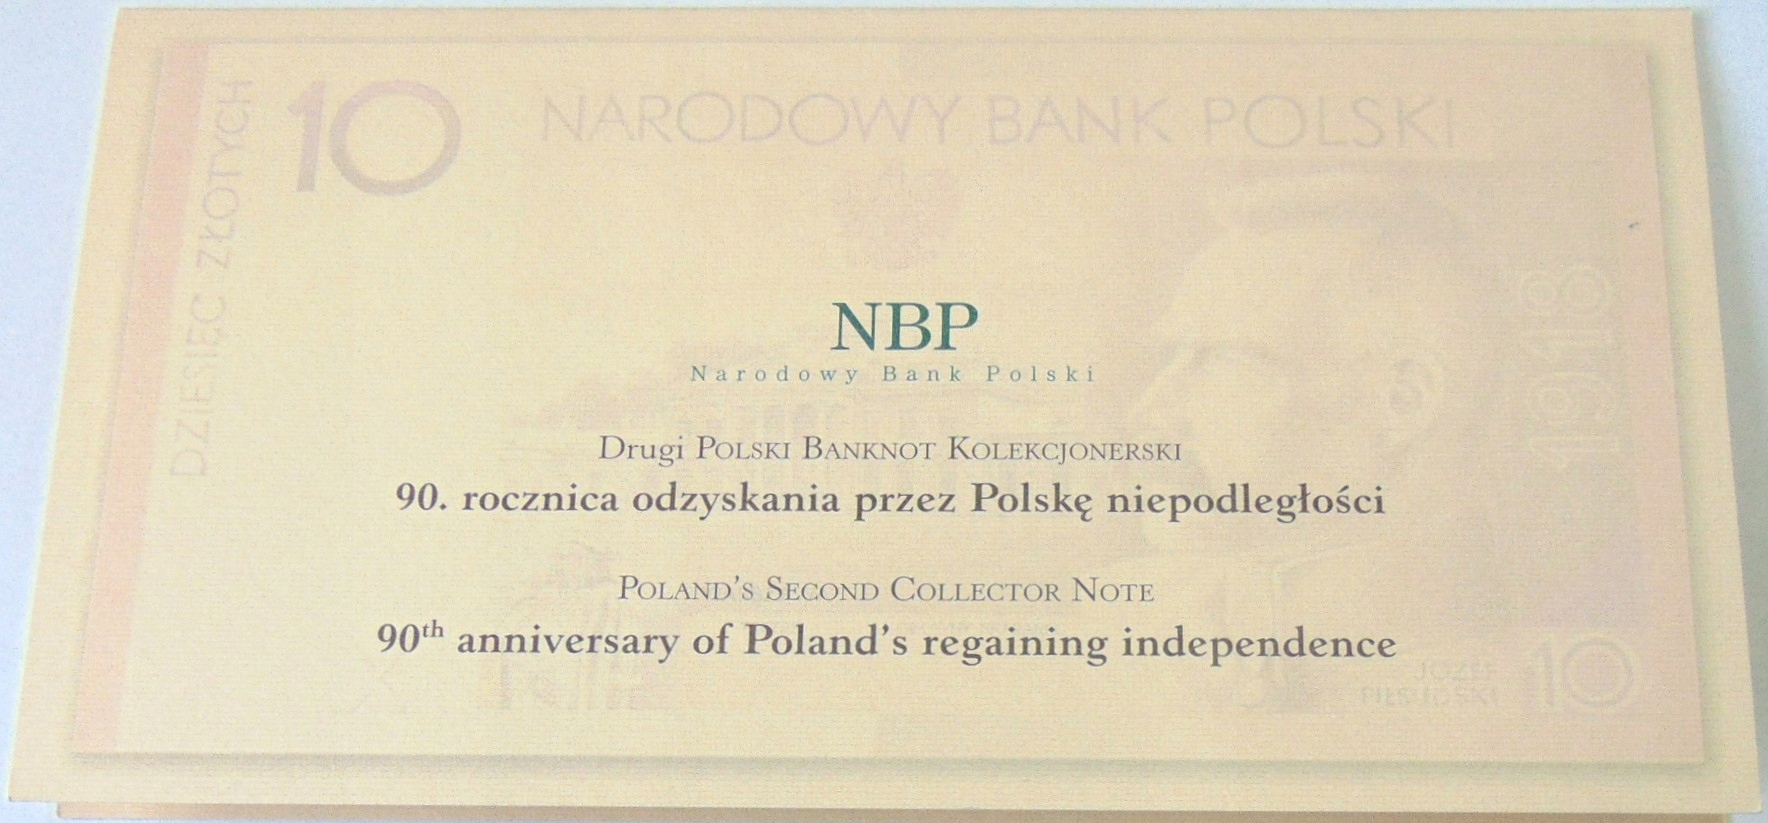 DZIESIĘĆ ZŁOTYCH
10
NARODOWY BANK POLSKI
NBP
Narodowy Bank Polski
1918
Drugi POLSKI BANKNOT KOLEKCJONERSKI
90. rocznica odzyskania przez Polskę niepodległości
POLAND'S SECOND COLLECTOR NOTE
90th anniversary of Poland's regaining independence
JÓZEF
PIŁSUDSKI
10